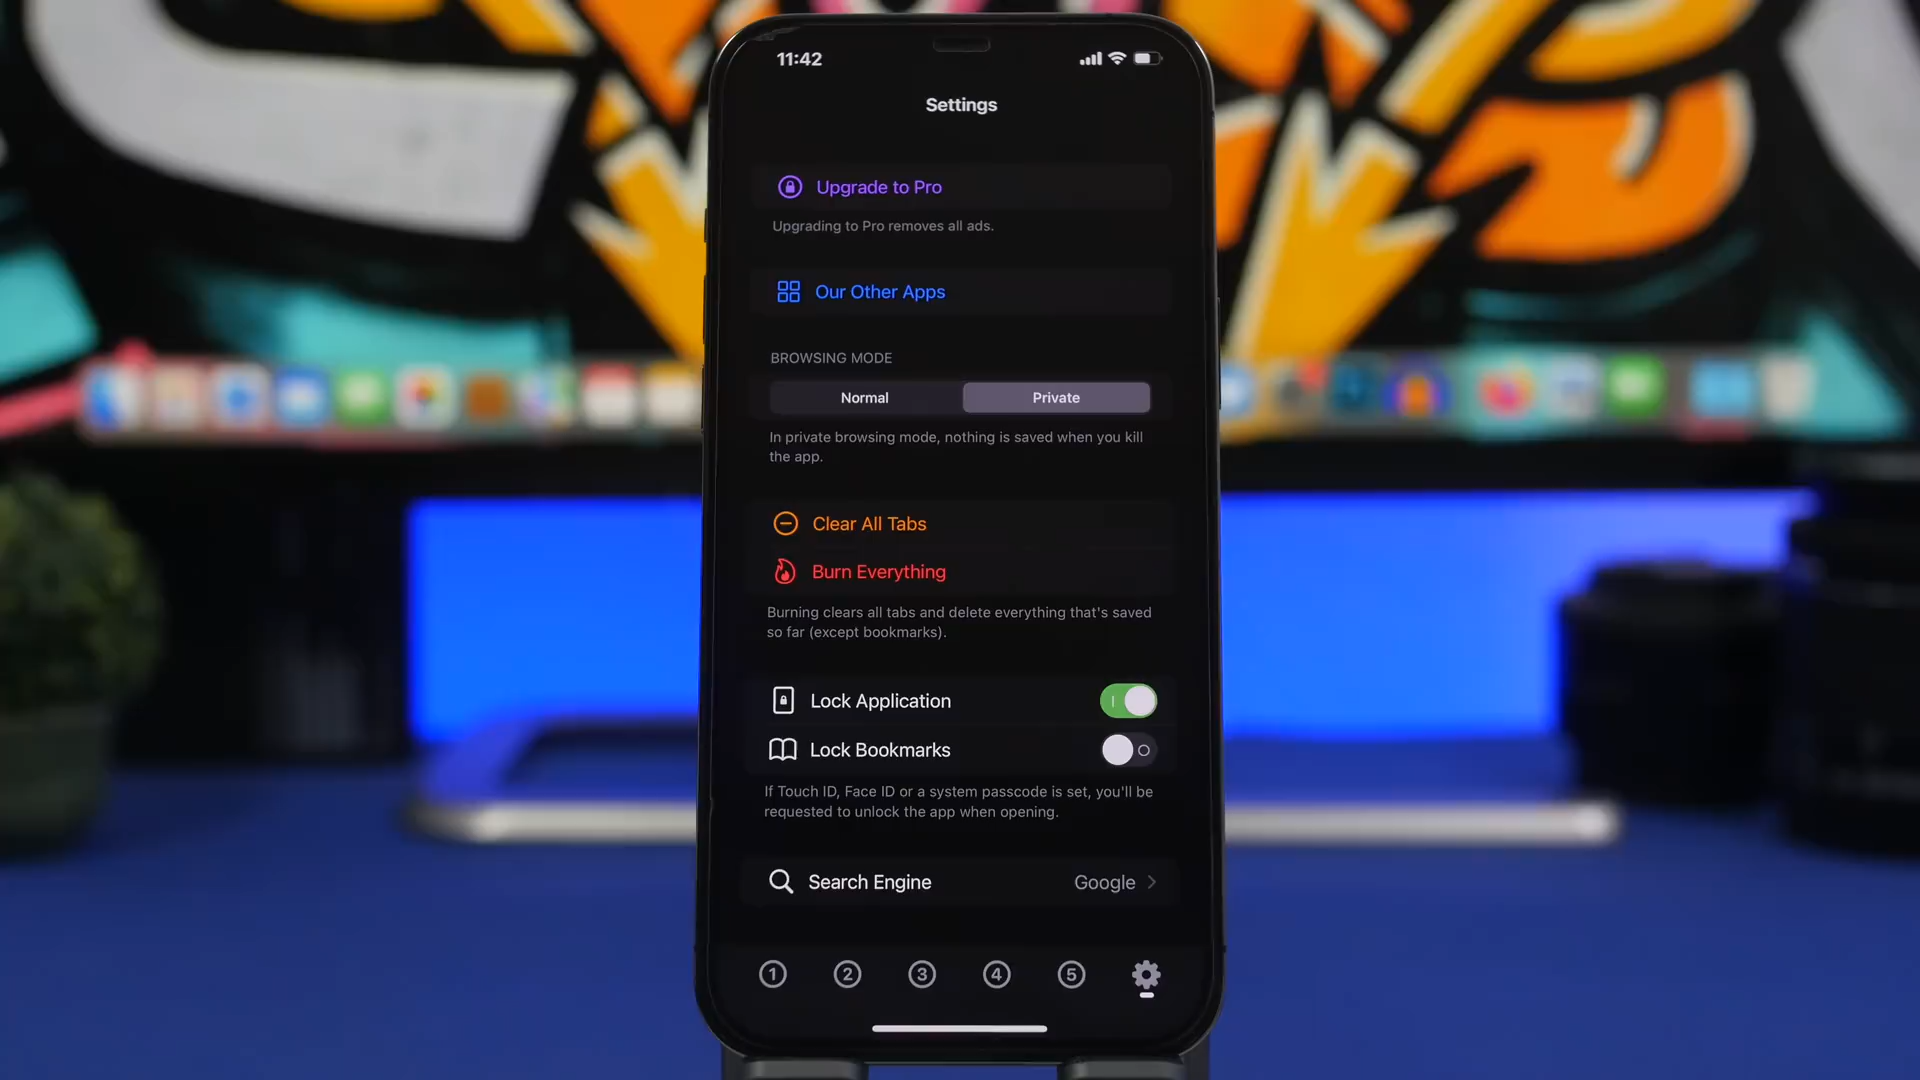 11:42
Settings
Upgrade to Pro
Upgrading to Pro removes all ads.
Our Other Apps
BROWSING MODE
Normal Private
In private browsing mode, nothing is saved when you kill
the app.
Clear All Tabs
Burn Everything
Burning clears all tabs and delete everything that's saved
so far (except bookmarks).
Lock Application
Lock Bookmarks
If Touch ID, Face ID or a system passcode is set, you'll be
requested to unlock the app when opening.
Search Engine Google
1 2 3 4 5